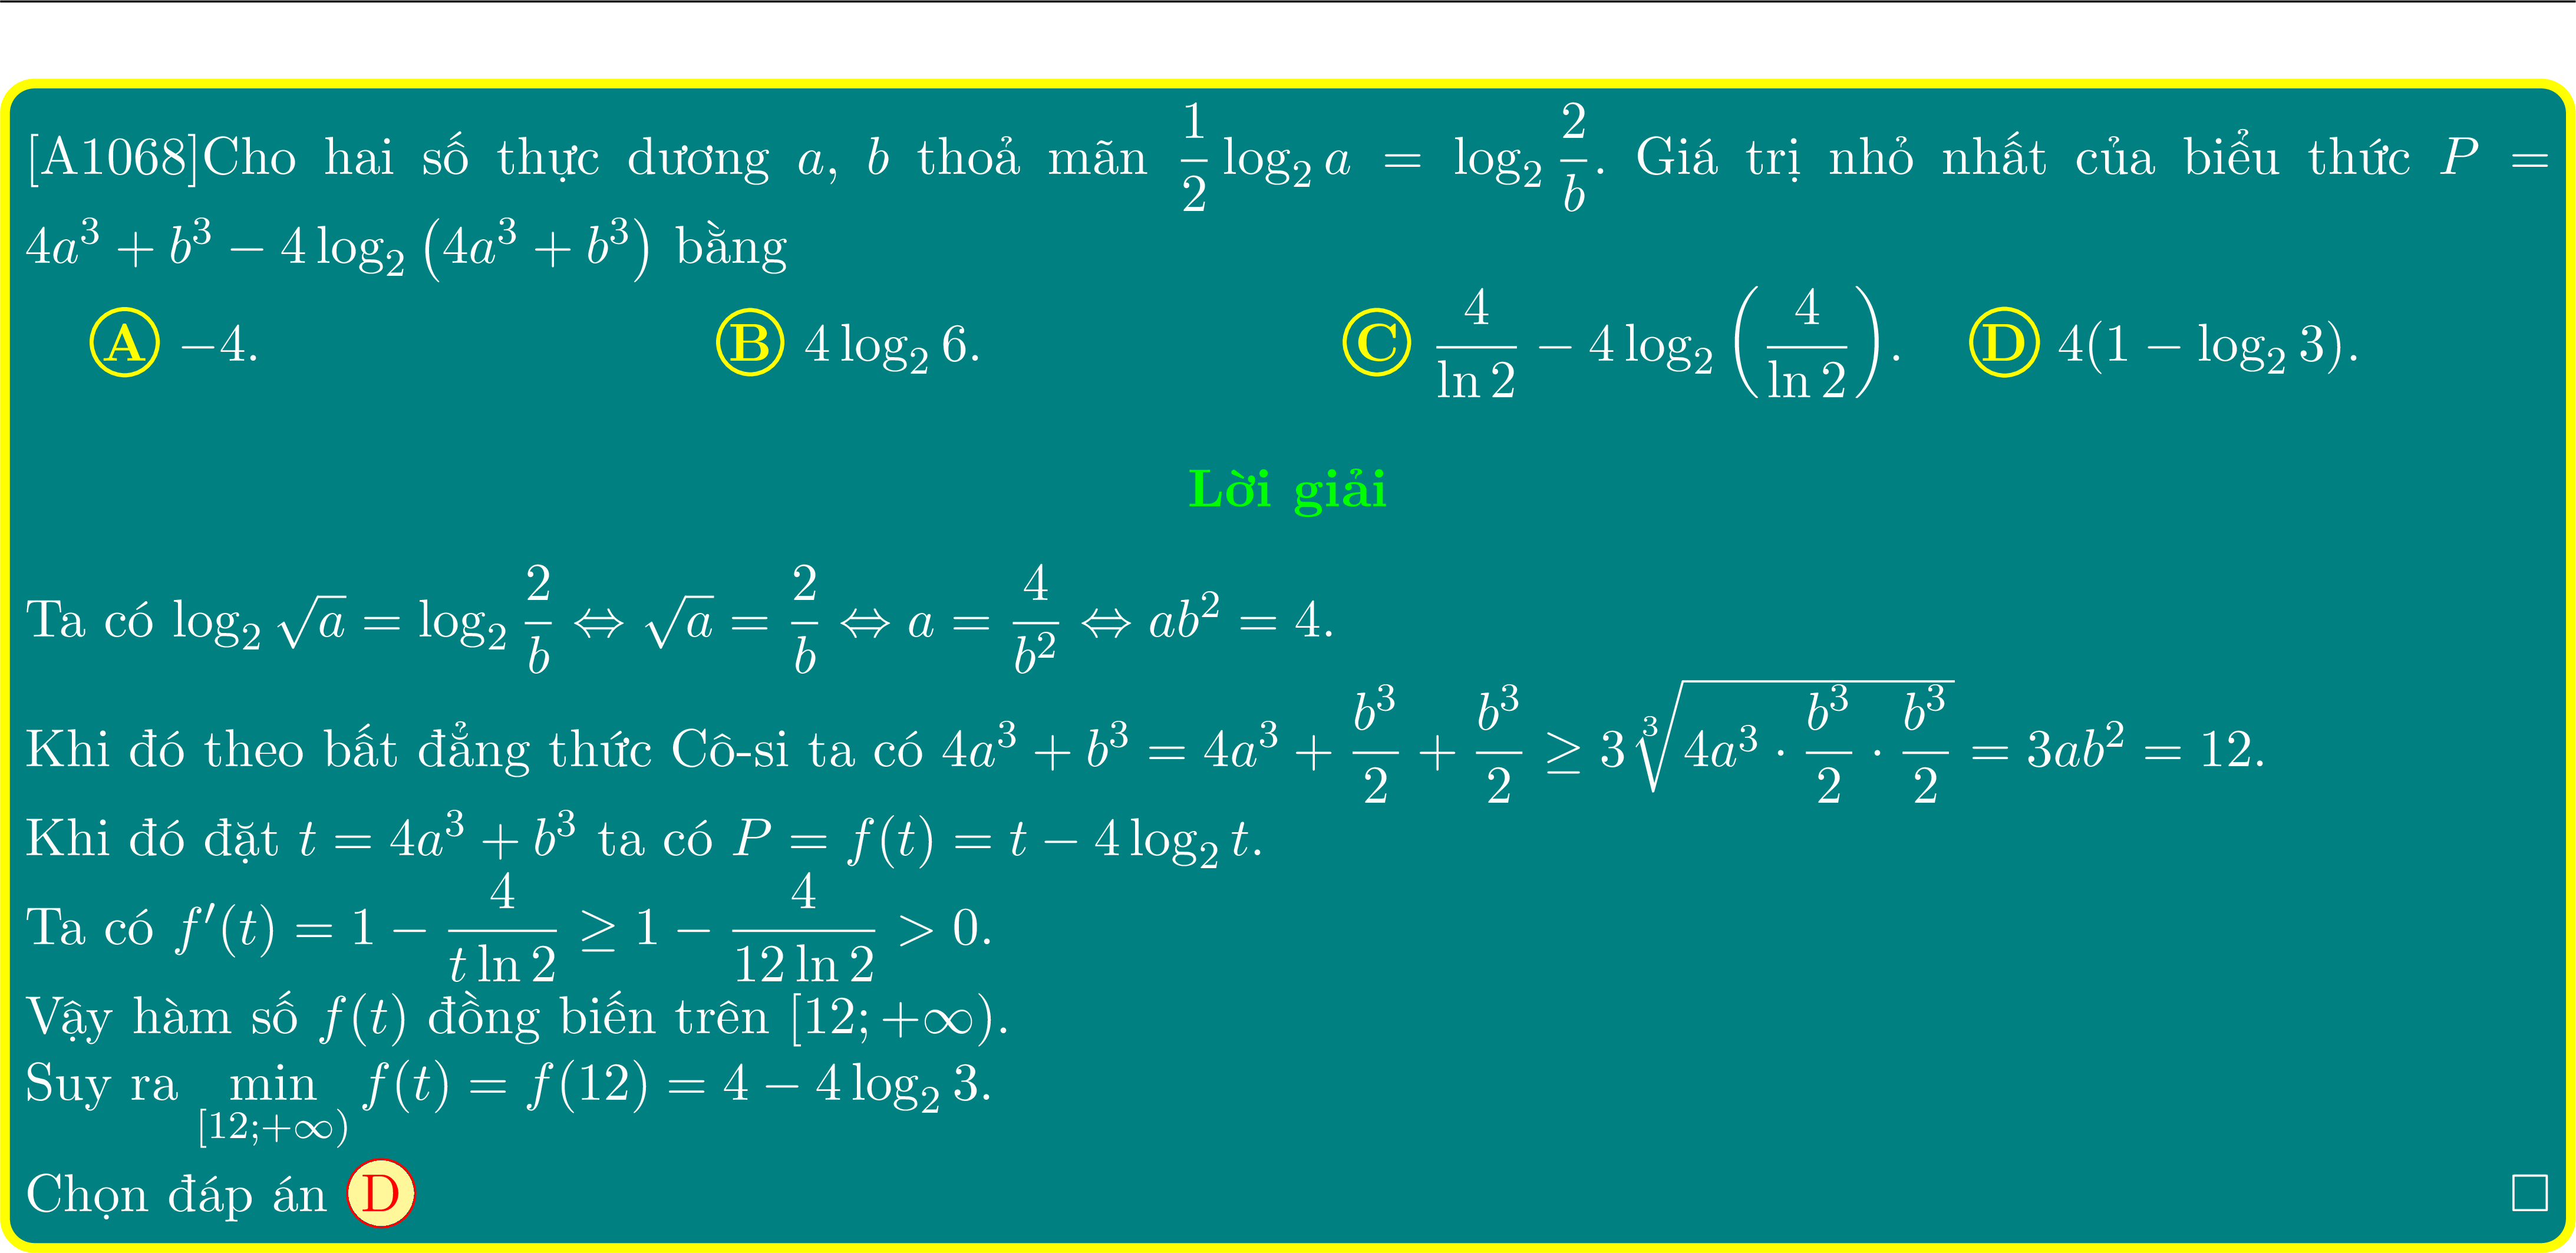 [A1068]Cho hai số thực dương $a$, $b$ thoả mãn $\frac{1}{2}\log_2 a = \log_2 \frac{2}{b}$. Giá trị nhỏ nhất của biểu thức $P =$
$4a^3 + b^3 - 4\log_2 \left(4a^3 + b^3\right)$ bằng
Ⓐ $-4$. Ⓑ $4\log_2 6$. Ⓒ $\frac{4}{\ln 2} - 4\log_2 \left(\frac{4}{\ln 2}\right)$. Ⓓ $4(1 - \log_2 3)$.
Lời giải
Ta có $\log_2 \sqrt{a} = \log_2 \frac{2}{b} \Leftrightarrow \sqrt{a} = \frac{2}{b} \Leftrightarrow a = \frac{4}{b^2} \Leftrightarrow ab^2 = 4$.
Khi đó theo bất đẳng thức Cô-si ta có $4a^3 + b^3 = 4a^3 + \frac{b^3}{2} + \frac{b^3}{2} \geq 3\sqrt[3]{4a^3 \cdot \frac{b^3}{2} \cdot \frac{b^3}{2}} = 3ab^2 = 12$.
Khi đó đặt $t = 4a^3 + b^3$ ta có $P = f(t) = t - 4\log_2 t$.
Ta có $f'(t) = 1 - \frac{4}{t\ln 2} \geq 1 - \frac{4}{12\ln 2} > 0$.
Vậy hàm số $f(t)$ đồng biến trên $[12; +\infty)$.
Suy ra $\min\limits_{[12;+\infty)} f(t) = f(12) = 4 - 4\log_2 3$.
Chọn đáp án Ⓓ □